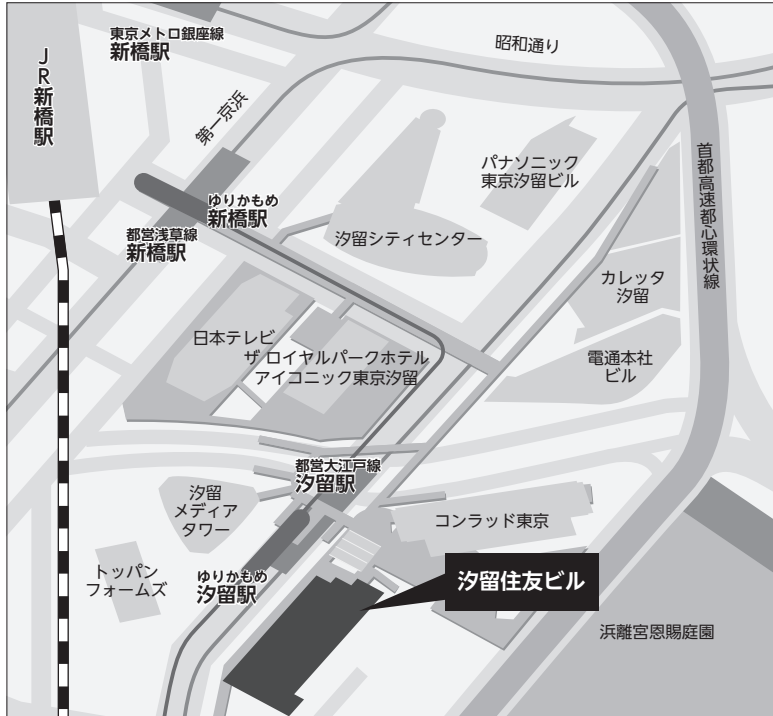 東京メトロ銀座線
新橋駅
昭和通り
JR新橋駅
第一京浜
パナソニック
東京汐留ビル
首都高速都心環状線
ゆりかもめ
新橋駅
都営浅草線
新橋駅
汐留シティセンター
カレッタ
汐留
日本テレビ
ザ ロイヤルパークホテル
アイコニック東京汐留
電通本社
ビル
都営大江戸線
汐留駅
汐留
メディア
タワー
コンラッド東京
トッパン
フォームズ
ゆりかもめ
汐留駅
汐留住友ビル
浜離宮恩賜庭園